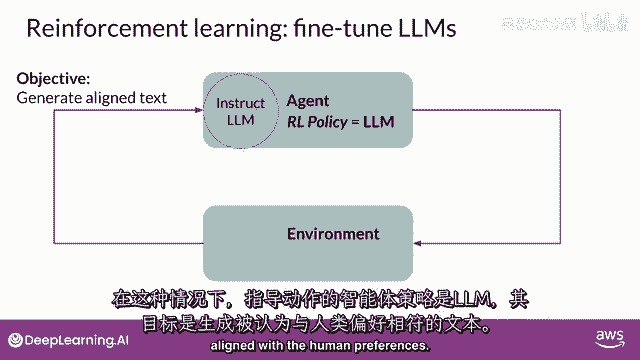 Reinforcement learning: fine-tune LLMs
Objective:
Generate aligned text
Instruct
LLM
Agent
RL Policy = LLM
Environment
在这种情况下，指导动作的智能体策略是LLM，其
目标是生成被认为与人类偏好相符的文本。
aligned with the human preferences.
DeepLearning.AI
aws